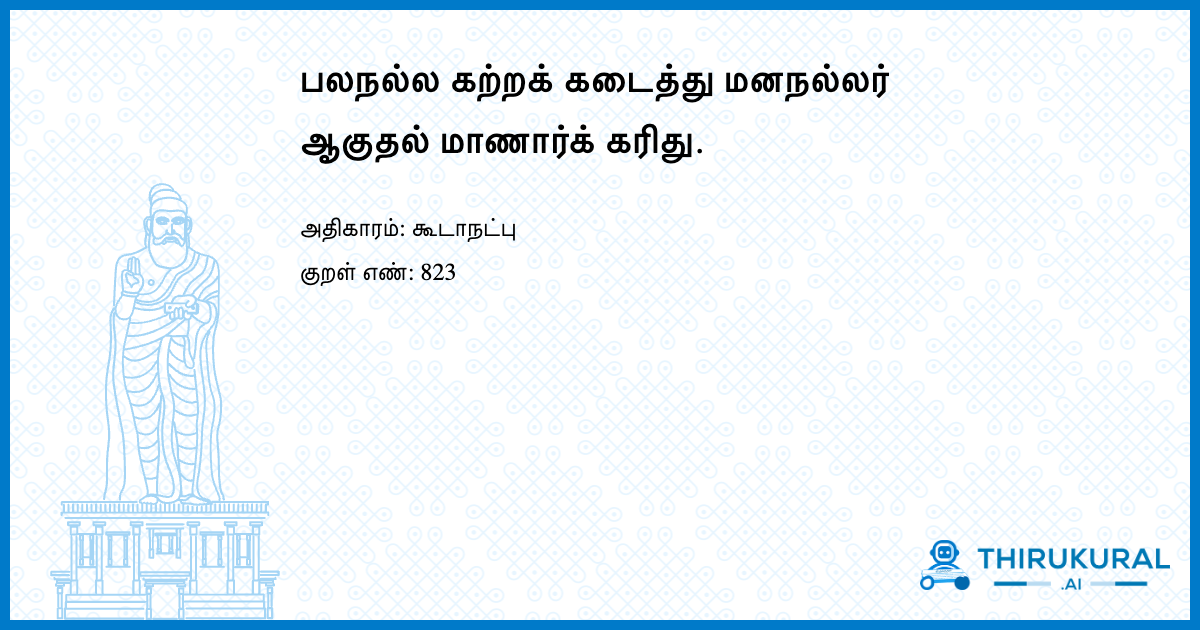 பலநல்ல கற்றக் கடைத்து மனநல்லர்
ஆகுதல் மாணார்க் கரிது.
அதிகாரம்: கூடாநட்பு
குறள் எண்: 823
THIRUKURAL
.AI